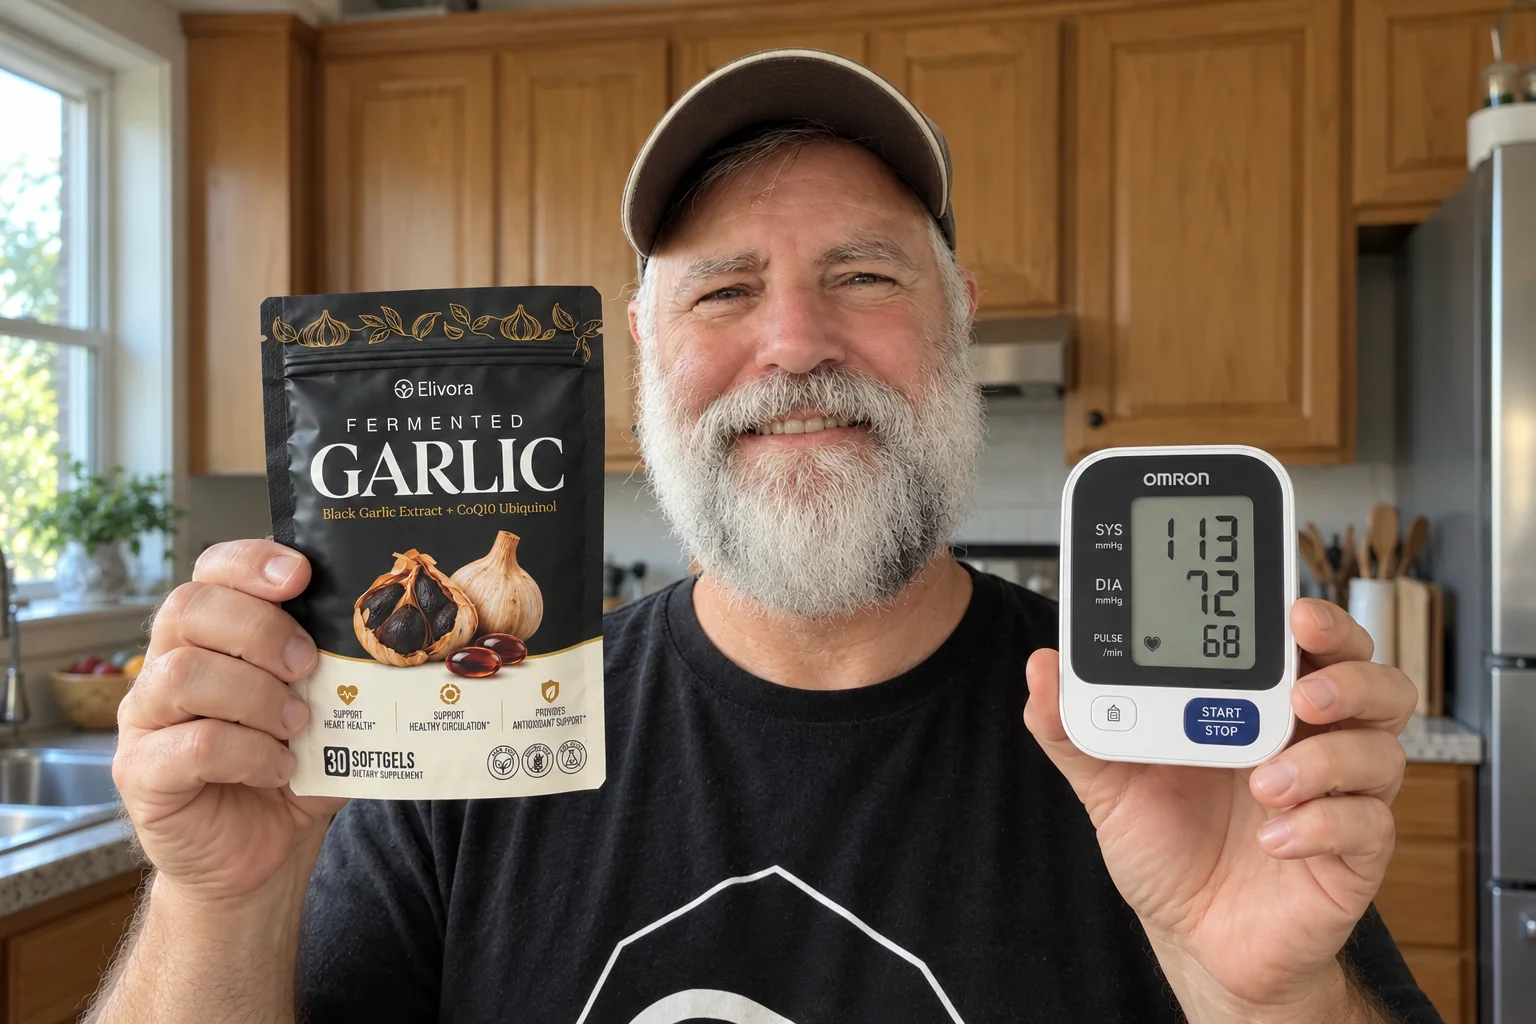 Elivora
FERMENTED
GARLIC
Black Garlic Extract + CoQ10 Ubiquinol
SUPPORT
HEART HEALTH*
SUPPORT
HEALTHY CIRCULATION*
PROVIDES
ANTIOXIDANT SUPPORT*
30 SOFTGELS
DIETARY SUPPLEMENT
OMRON
SYS
mmHg
113
DIA
mmHg
72
PULSE
/min
68
START
STOP